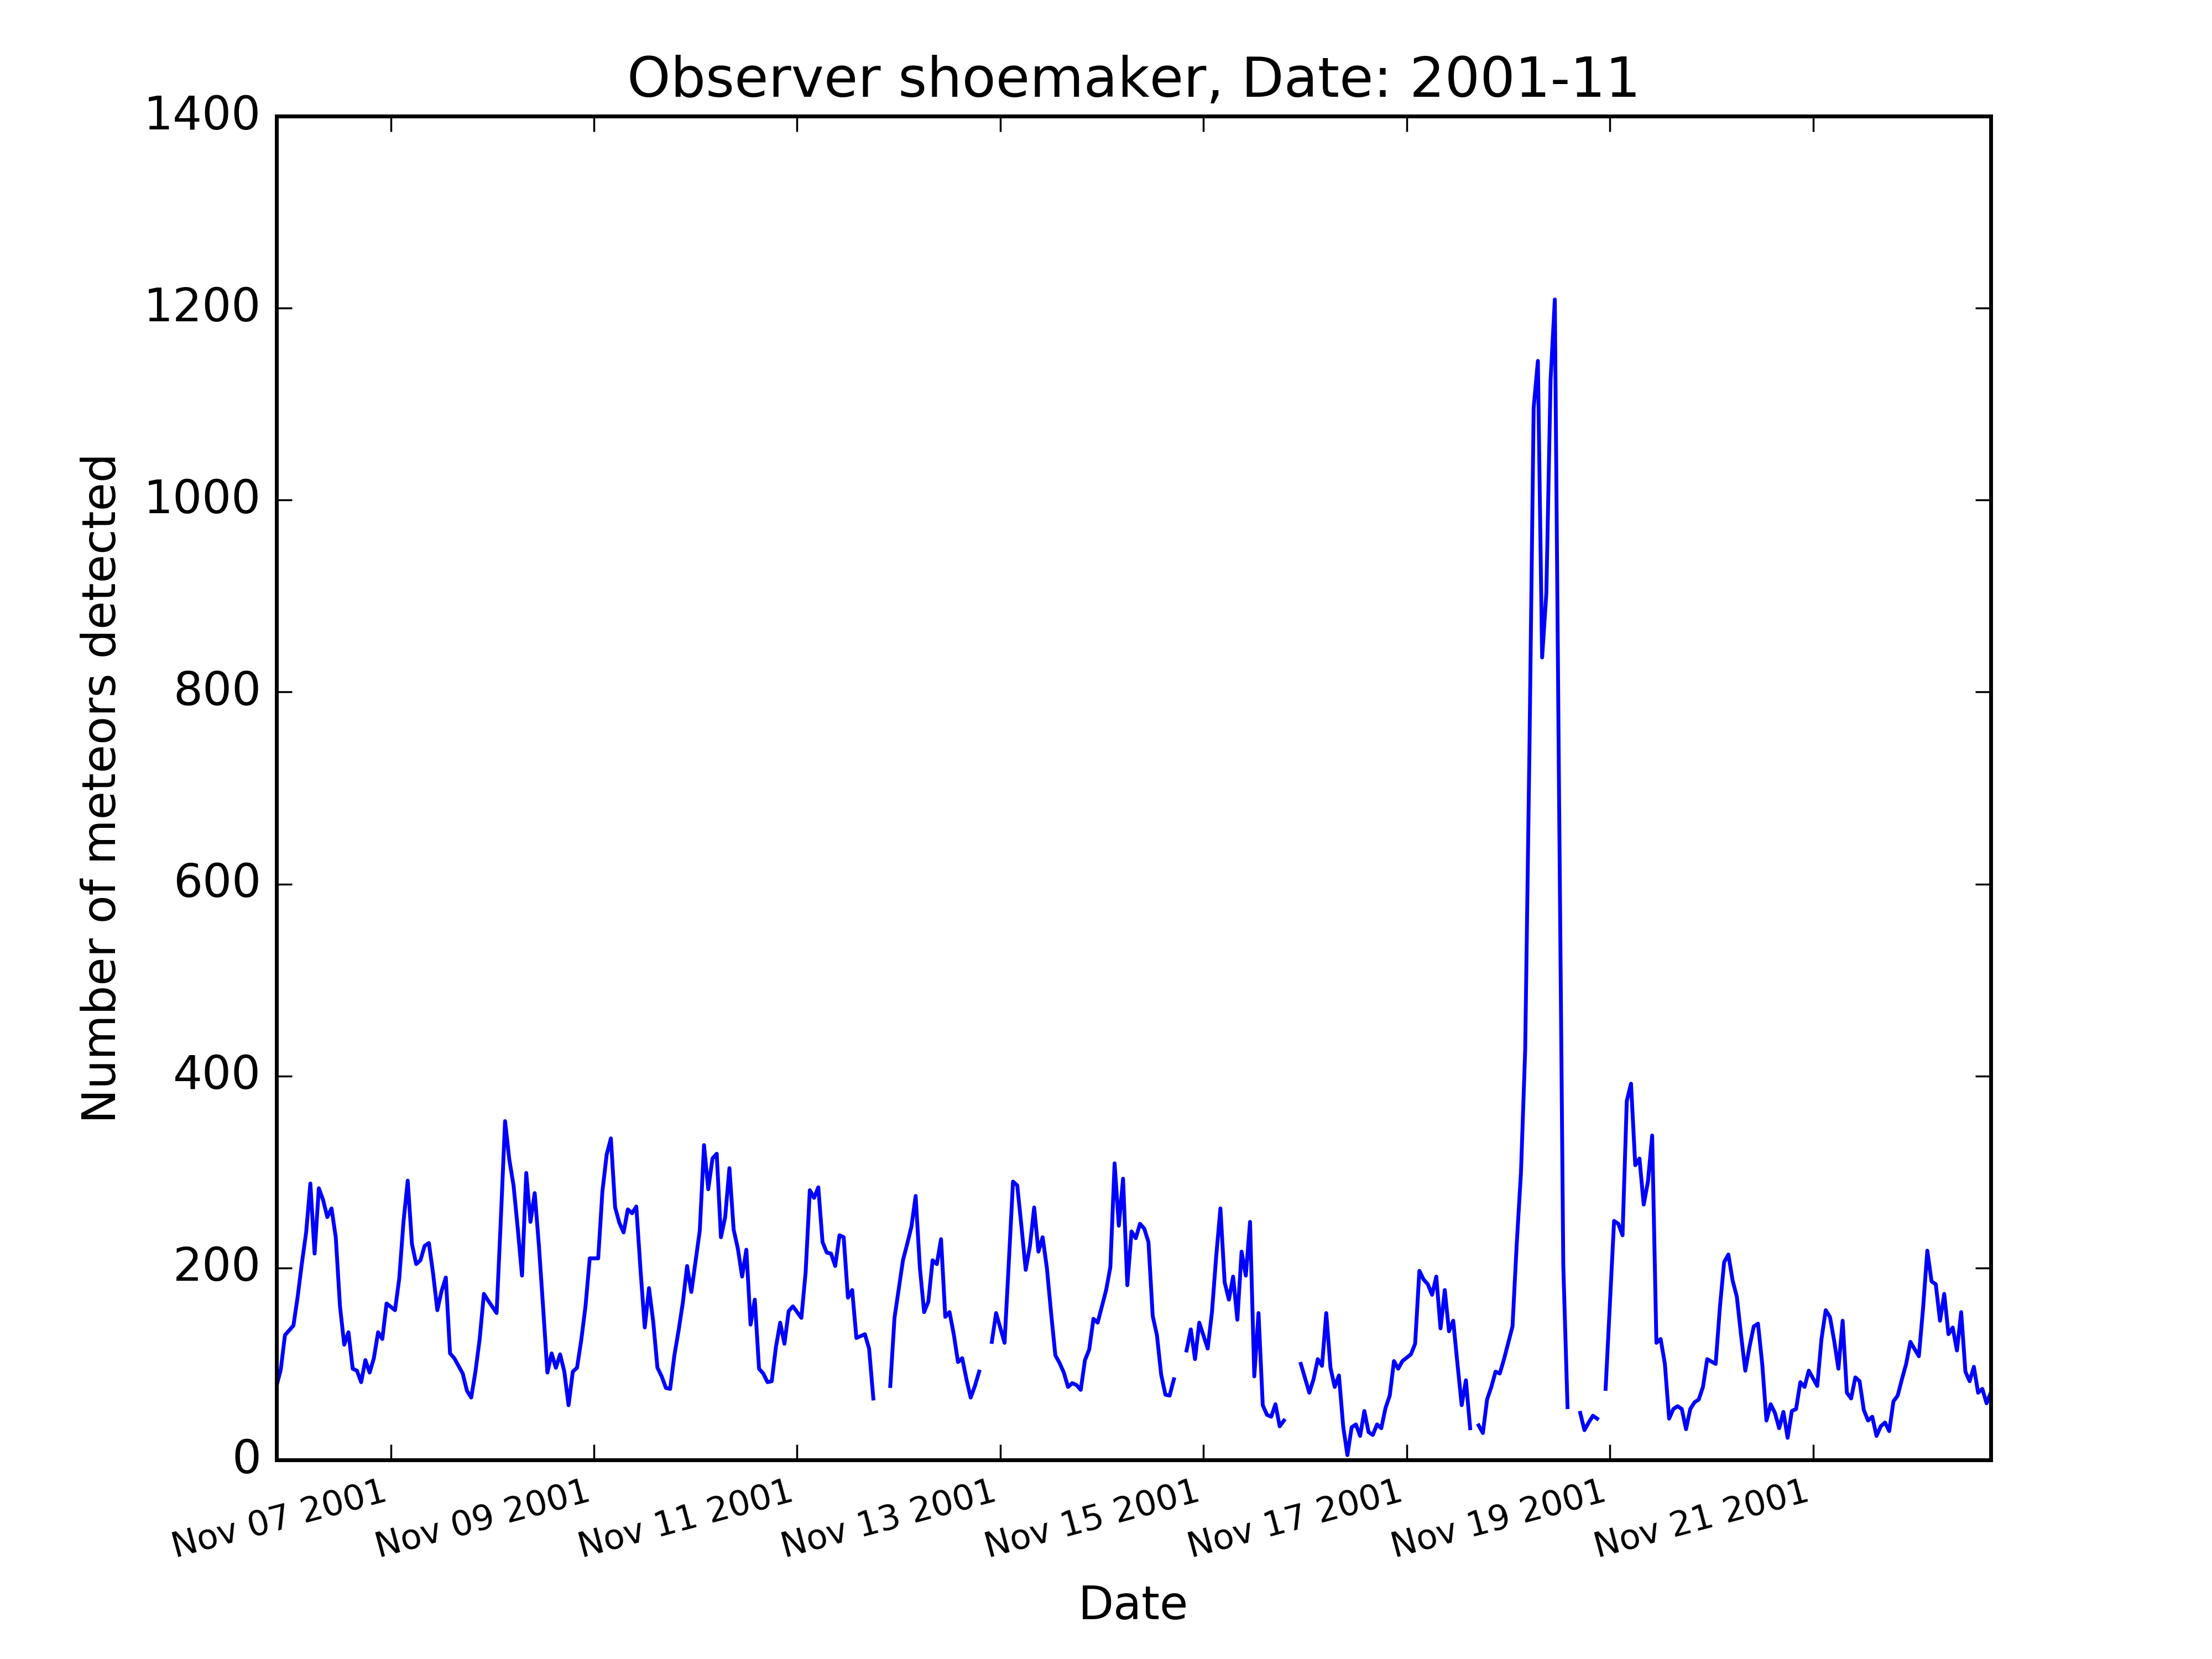 Observer shoemaker, Date: 2001-11
1400
1200
1000
800
600
400
200
0
Number of meteors detected
Nov 07 2001
Nov 09 2001
Nov 11 2001
Nov 13 2001
Nov 15 2001
Nov 17 2001
Nov 19 2001
Nov 21 2001
Date